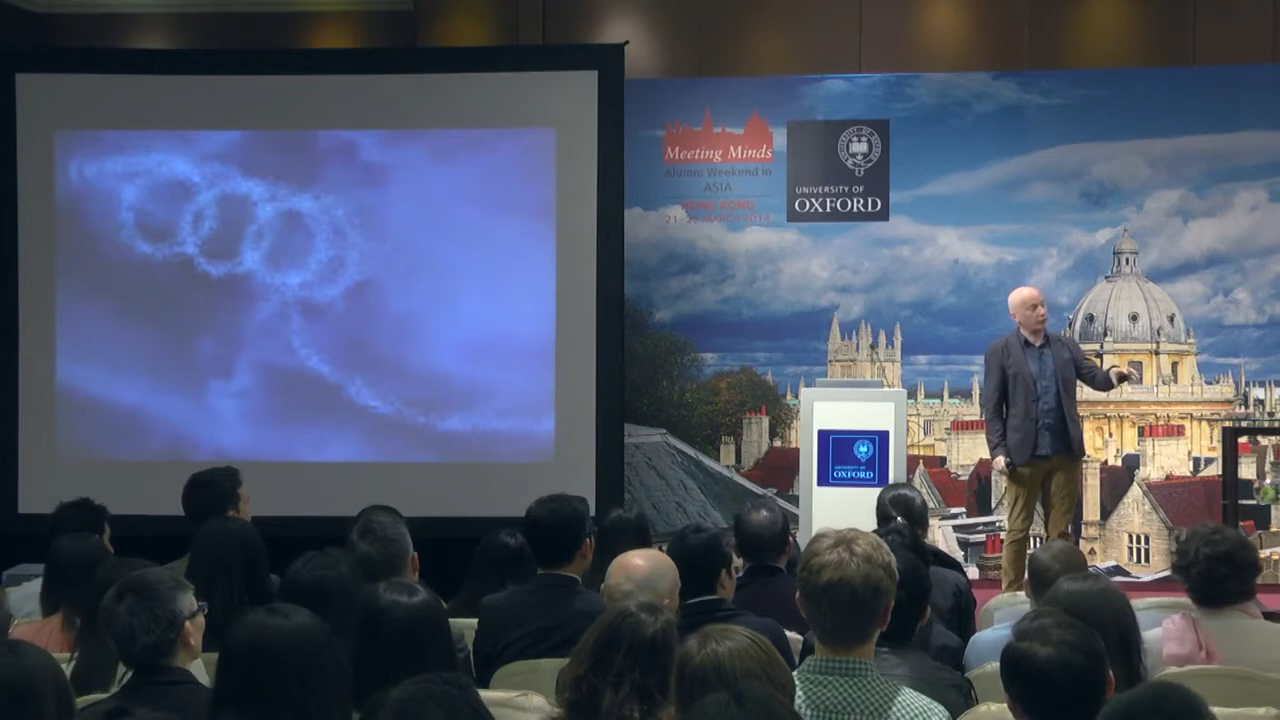 Meeting Minds
Alumni Weekend in
ASIA
HONG KONG
UNIVERSITY OF
OXFORD
UNIVERSITY OF
OXFORD